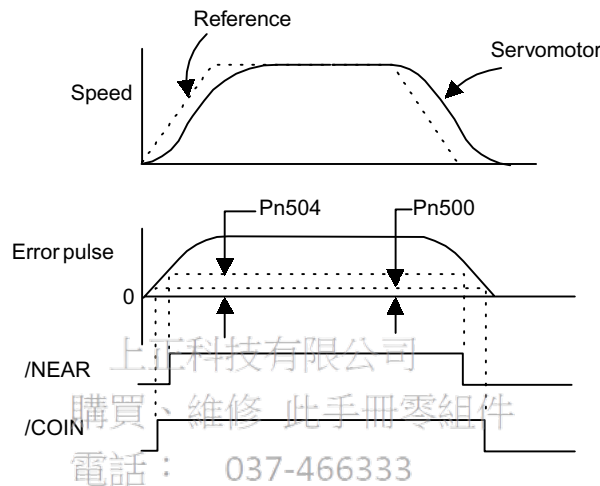 Reference
Servomotor
Speed
Pn504
Pn500
Error pulse
0
上正科技有限公司
/NEAR
購買、維修 此手冊零組件
/COIN
電話： 037-466333